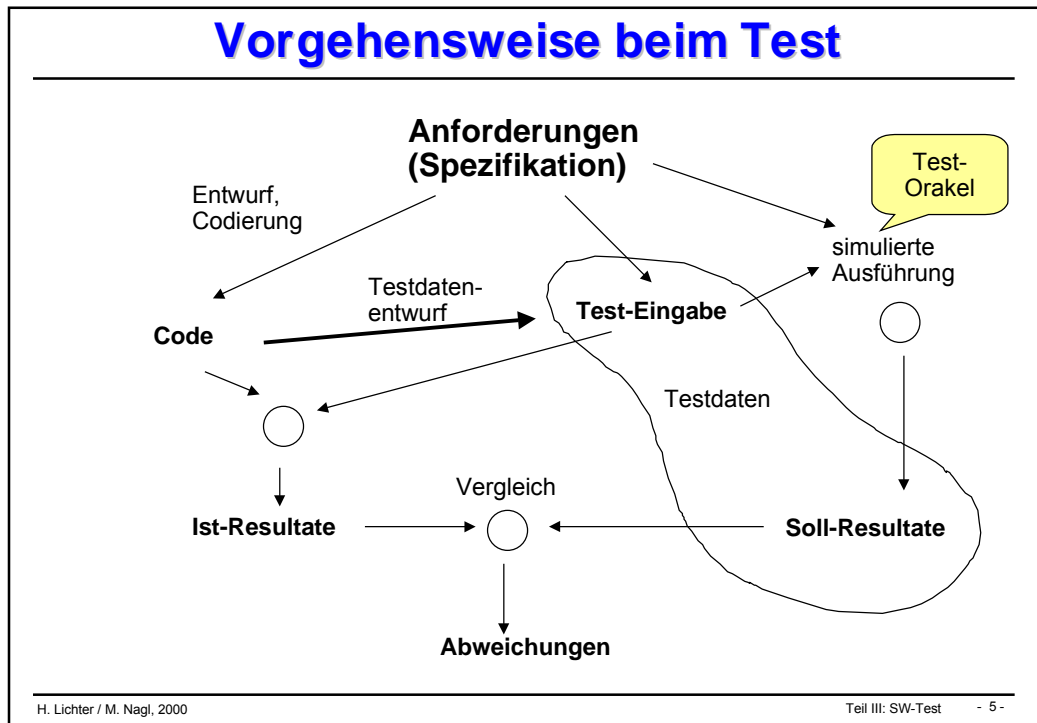 Vorgehensweise beim Test
Anforderungen
(Spezifikation)
Test-
Orakel
Entwurf,
Codierung
simulierte
Ausführung
Testdaten-
entwurf
Test-Eingabe
Code
Testdaten
Vergleich
Ist-Resultate
Soll-Resultate
Abweichungen
H. Lichter / M. Nagl, 2000
Teil III: SW-Test - 5 -